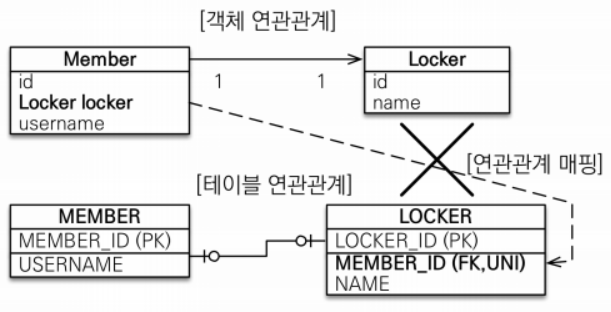 [객체 연관관계]
Member
id
Locker locker
username
1
1
Locker
id
name
[연관관계 매핑]
[테이블 연관관계]
MEMBER
MEMBER_ID (PK)
USERNAME
LOCKER
LOCKER_ID (PK)
MEMBER_ID (FK,UNI)
NAME